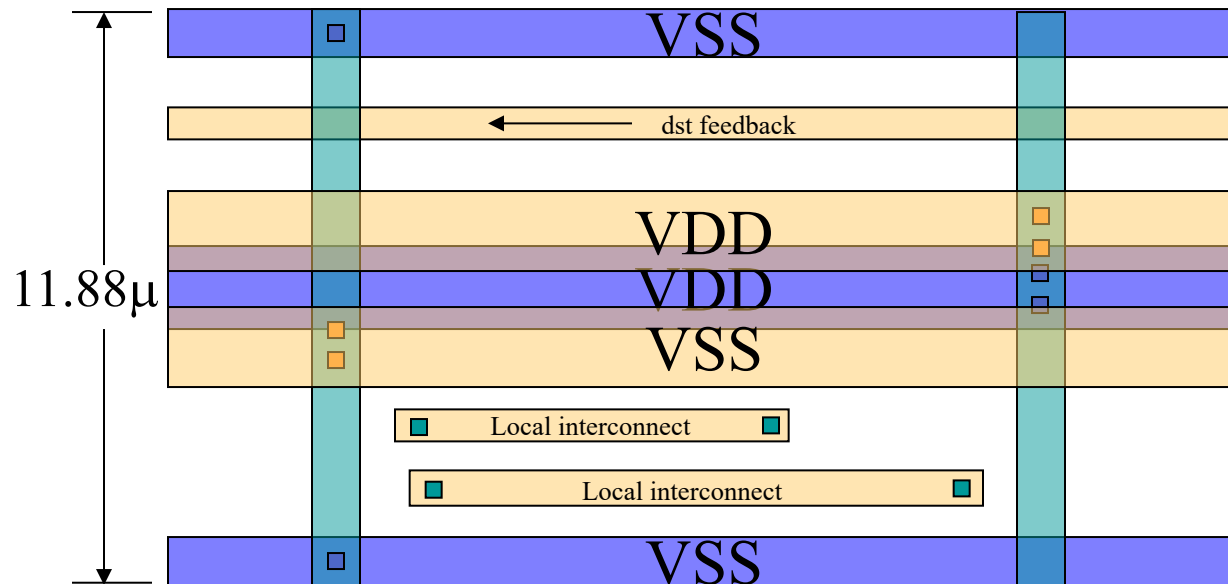 VSS
dst feedback
VDD
11.88μ
VDD
VSS
Local interconnect
Local interconnect
VSS